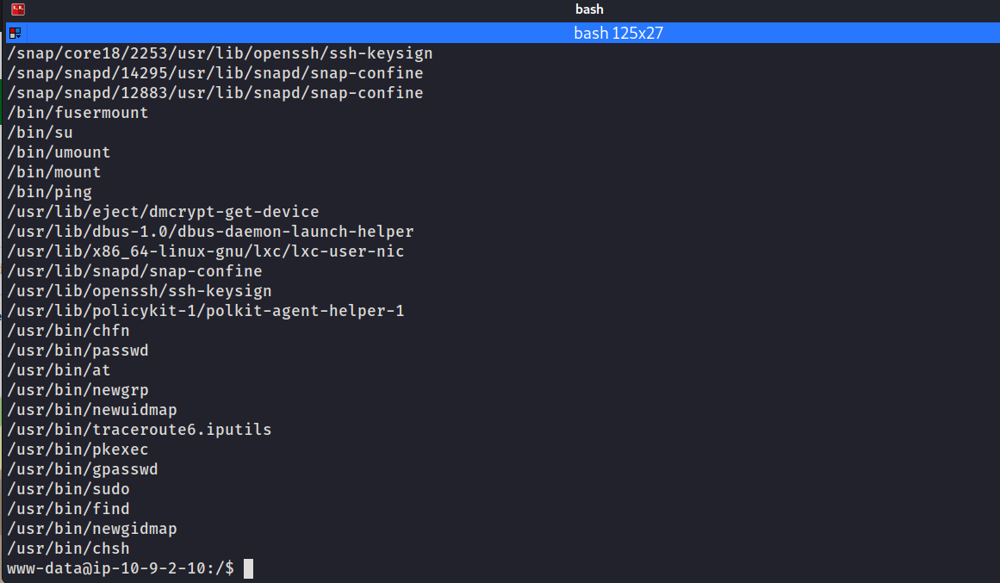 bash
bash 125x27
/snap/core18/2253/usr/lib/openssh/ssh-keysign
/snap/snapd/14295/usr/lib/snapd/snap-confine
/snap/snapd/12883/usr/lib/snapd/snap-confine
/bin/fusermount
/bin/su
/bin/umount
/bin/mount
/bin/ping
/usr/lib/eject/dmcrypt-get-device
/usr/lib/dbus-1.0/dbus-daemon-launch-helper
/usr/lib/x86_64-linux-gnu/lxc/lxc-user-nic
/usr/lib/snapd/snap-confine
/usr/lib/openssh/ssh-keysign
/usr/lib/policykit-1/polkit-agent-helper-1
/usr/bin/chfn
/usr/bin/passwd
/usr/bin/at
/usr/bin/newgrp
/usr/bin/newuidmap
/usr/bin/traceroute6.iputils
/usr/bin/pkexec
/usr/bin/gpasswd
/usr/bin/sudo
/usr/bin/find
/usr/bin/newgidmap
/usr/bin/chsh
www-data@ip-10-9-2-10:/$